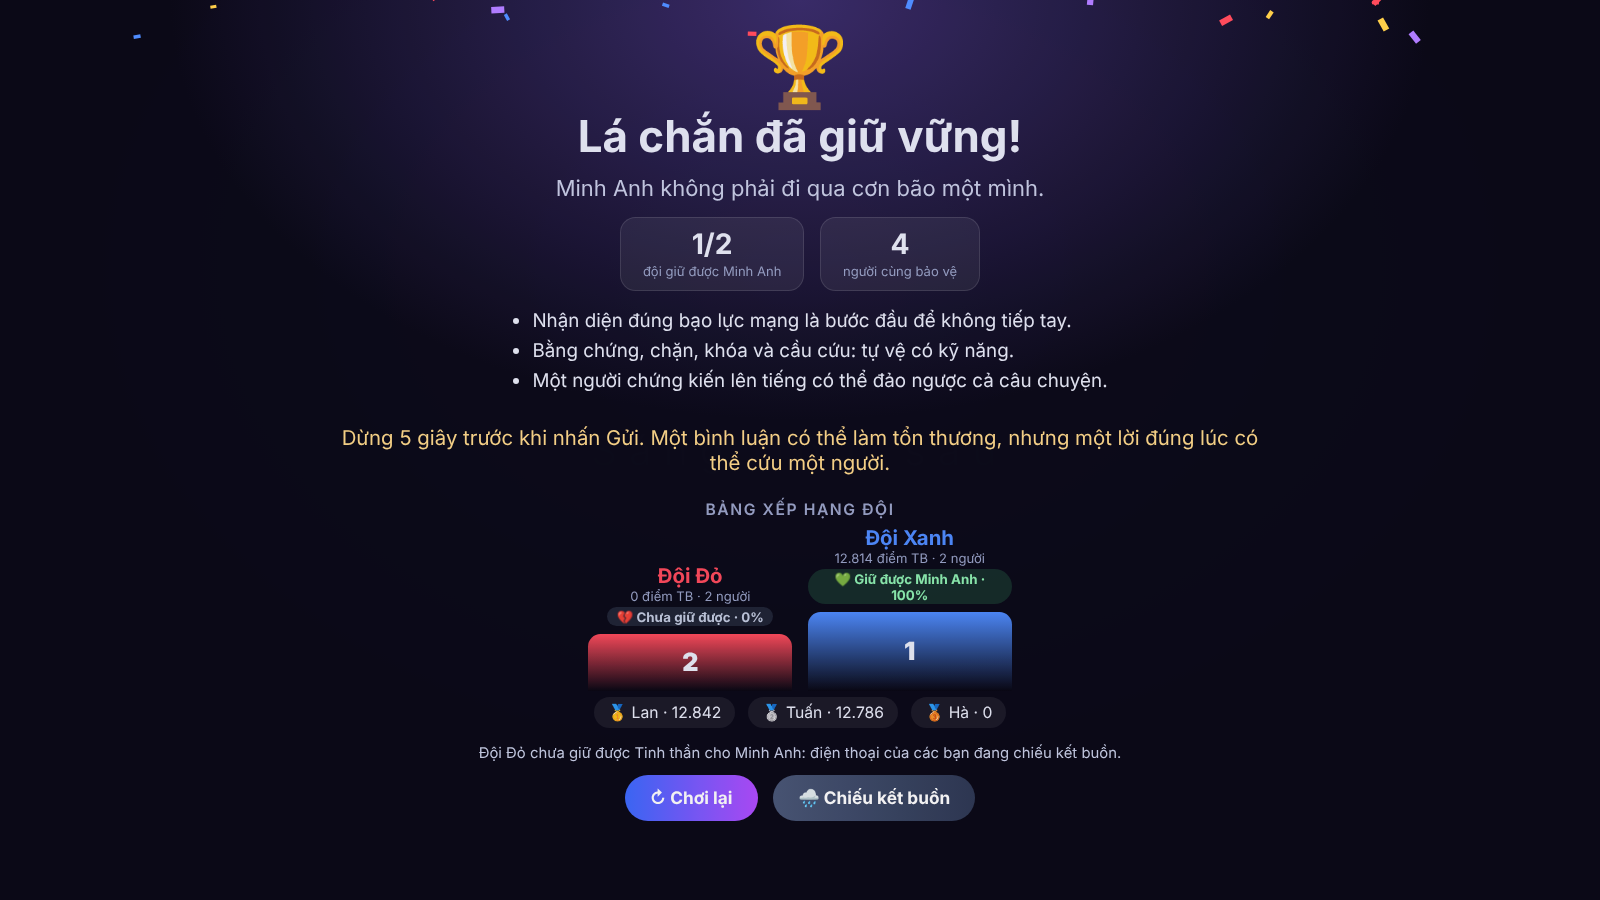 Lá chắn đã giữ vững!
Minh Anh không phải đi qua cơn bão một mình.
1/2
đội giữ được Minh Anh
4
người cùng bảo vệ
• Nhận diện đúng bạo lực mạng là bước đầu để không tiếp tay.
• Bằng chứng, chặn, khóa và cầu cứu: tự vệ có kỹ năng.
• Một người chứng kiến lên tiếng có thể đảo ngược cả câu chuyện.
Dừng 5 giây trước khi nhấn Gửi. Một bình luận có thể làm tổn thương, nhưng một lời đúng lúc có
thể cứu một người.
BẢNG XẾP HẠNG ĐỘI
Đội Đỏ
0 điểm TB · 2 người
💔 Chưa giữ được · 0%
2
Đội Xanh
12.814 điểm TB · 2 người
💚 Giữ được Minh Anh ·
100%
1
🥇 Lan · 12.842
🥈 Tuấn · 12.786
🥉 Hà · 0
Đội Đỏ chưa giữ được Tinh thần cho Minh Anh: điện thoại của các bạn đang chiếu kết buồn.
↻ Chơi lại
🌧️ Chiếu kết buồn